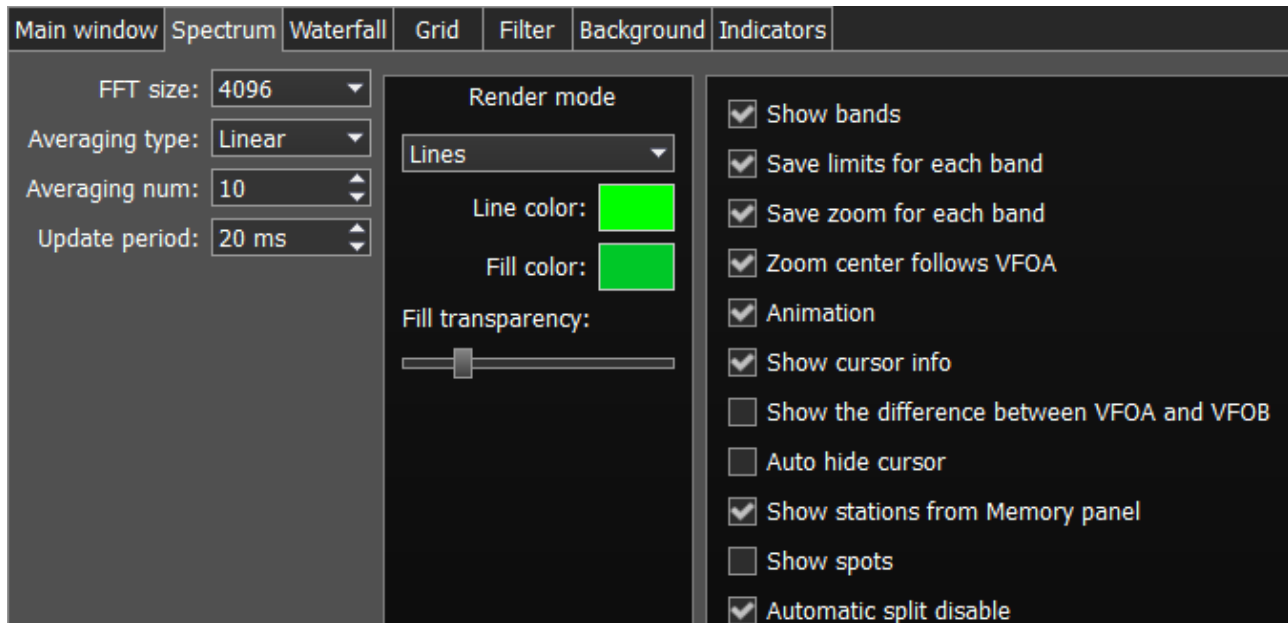 Main window Spectrum Waterfall Grid Filter Background Indicators
FFT size: 4096
Averaging type: Linear
Averaging num: 10
Update period: 20 ms
Render mode
Lines
Line color:
Fill color:
Fill transparency:
Show bands
Save limits for each band
Save zoom for each band
Zoom center follows VFOA
Animation
Show cursor info
Show the difference between VFOA and VFOB
Auto hide cursor
Show stations from Memory panel
Show spots
Automatic split disable